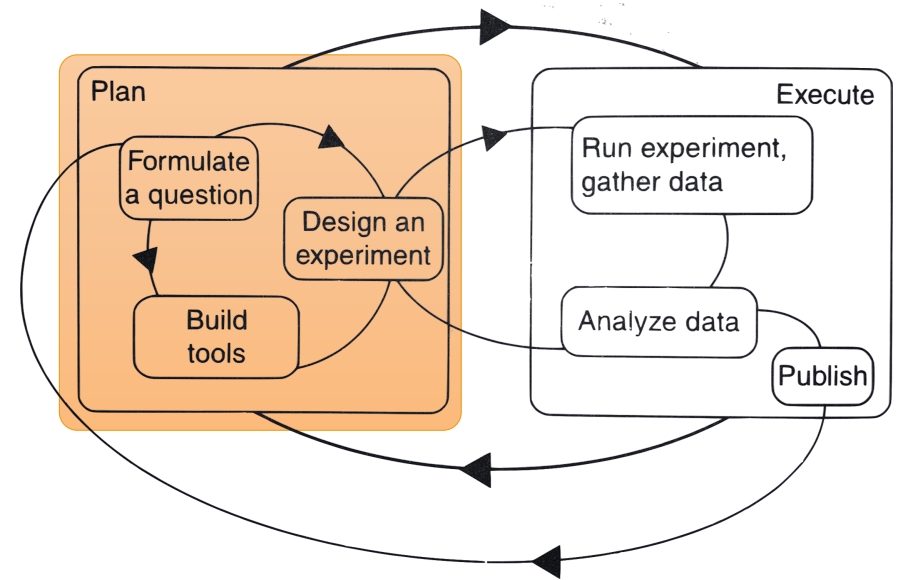 Plan
Formulate
a question
Design an
experiment
Build
tools
Execute
Run experiment,
gather data
Analyze data
Publish